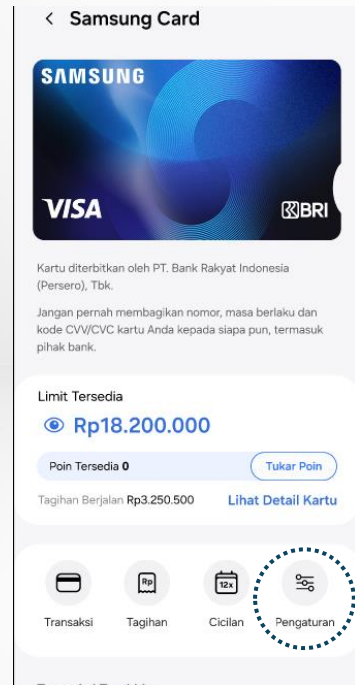 < Samsung Card
SAMSUNG
VISA
BRI
Kartu diterbitkan oleh PT. Bank Rakyat Indonesia
(Persero), Tbk.
Jangan pernah membagikan nomor, masa berlaku dan
kode CVV/CVC kartu Anda kepada siapa pun, termasuk
pihak bank.
Limit Tersedia
Rp18.200.000
Poin Tersedia 0
Tukar Poin
Tagihan Berjalan Rp3.250.500
Lihat Detail Kartu
Rp
12x
Transaksi
Tagihan
Cicilan
Pengaturan